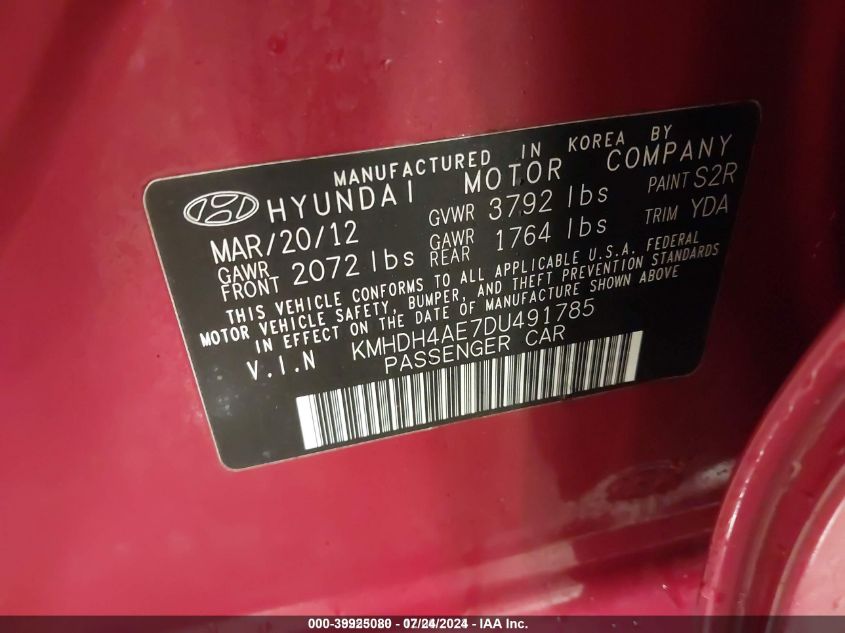 MANUFACTURED IN KOREA BY
HYUNDAI MOTOR COMPANY
MAR/20/12 GVWR 3792 lbs PAINT S2R
GAWR FRONT 2072 lbs GAWR REAR 1764 lbs TRIM YDA
THIS VEHICLE CONFORMS TO ALL APPLICABLE U.S.A. FEDERAL
MOTOR VEHICLE SAFETY, BUMPER, AND THEFT PREVENTION STANDARDS
IN EFFECT ON THE DATE OF MANUFACTURE SHOWN ABOVE
V.I.N KMHDH4AE7DU491785
PASSENGER CAR
000-39925080 - 07/24/2024 - IAA Inc.